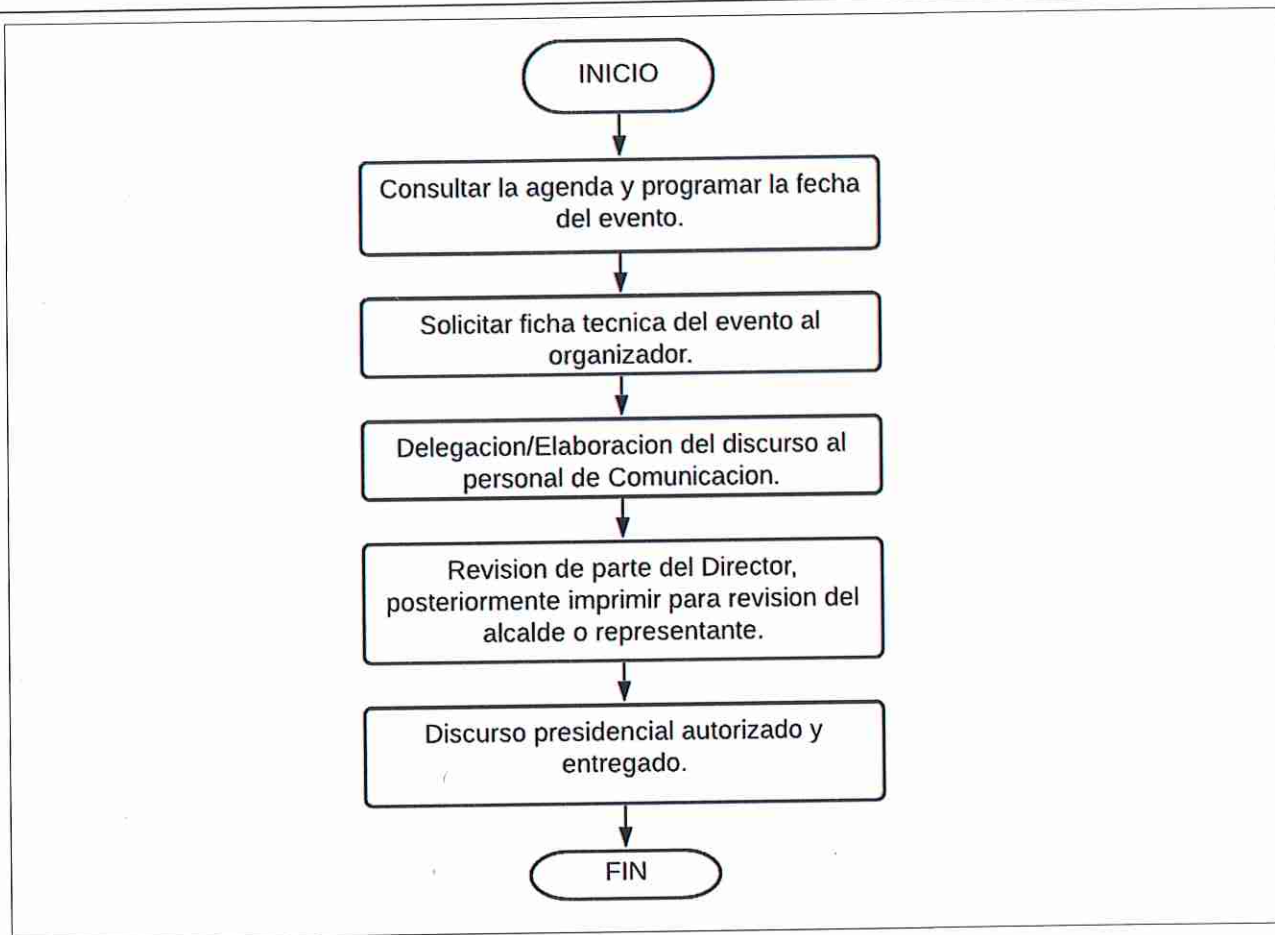 INICIO
Consultar la agenda y programar la fecha
del evento.
Solicitar ficha tecnica del evento al
organizador.
Delegacion/Elaboracion del discurso al
personal de Comunicacion.
Revision de parte del Director,
posteriormente imprimir para revision del
alcalde o representante.
Discurso presidencial autorizado y
entregado.
FIN